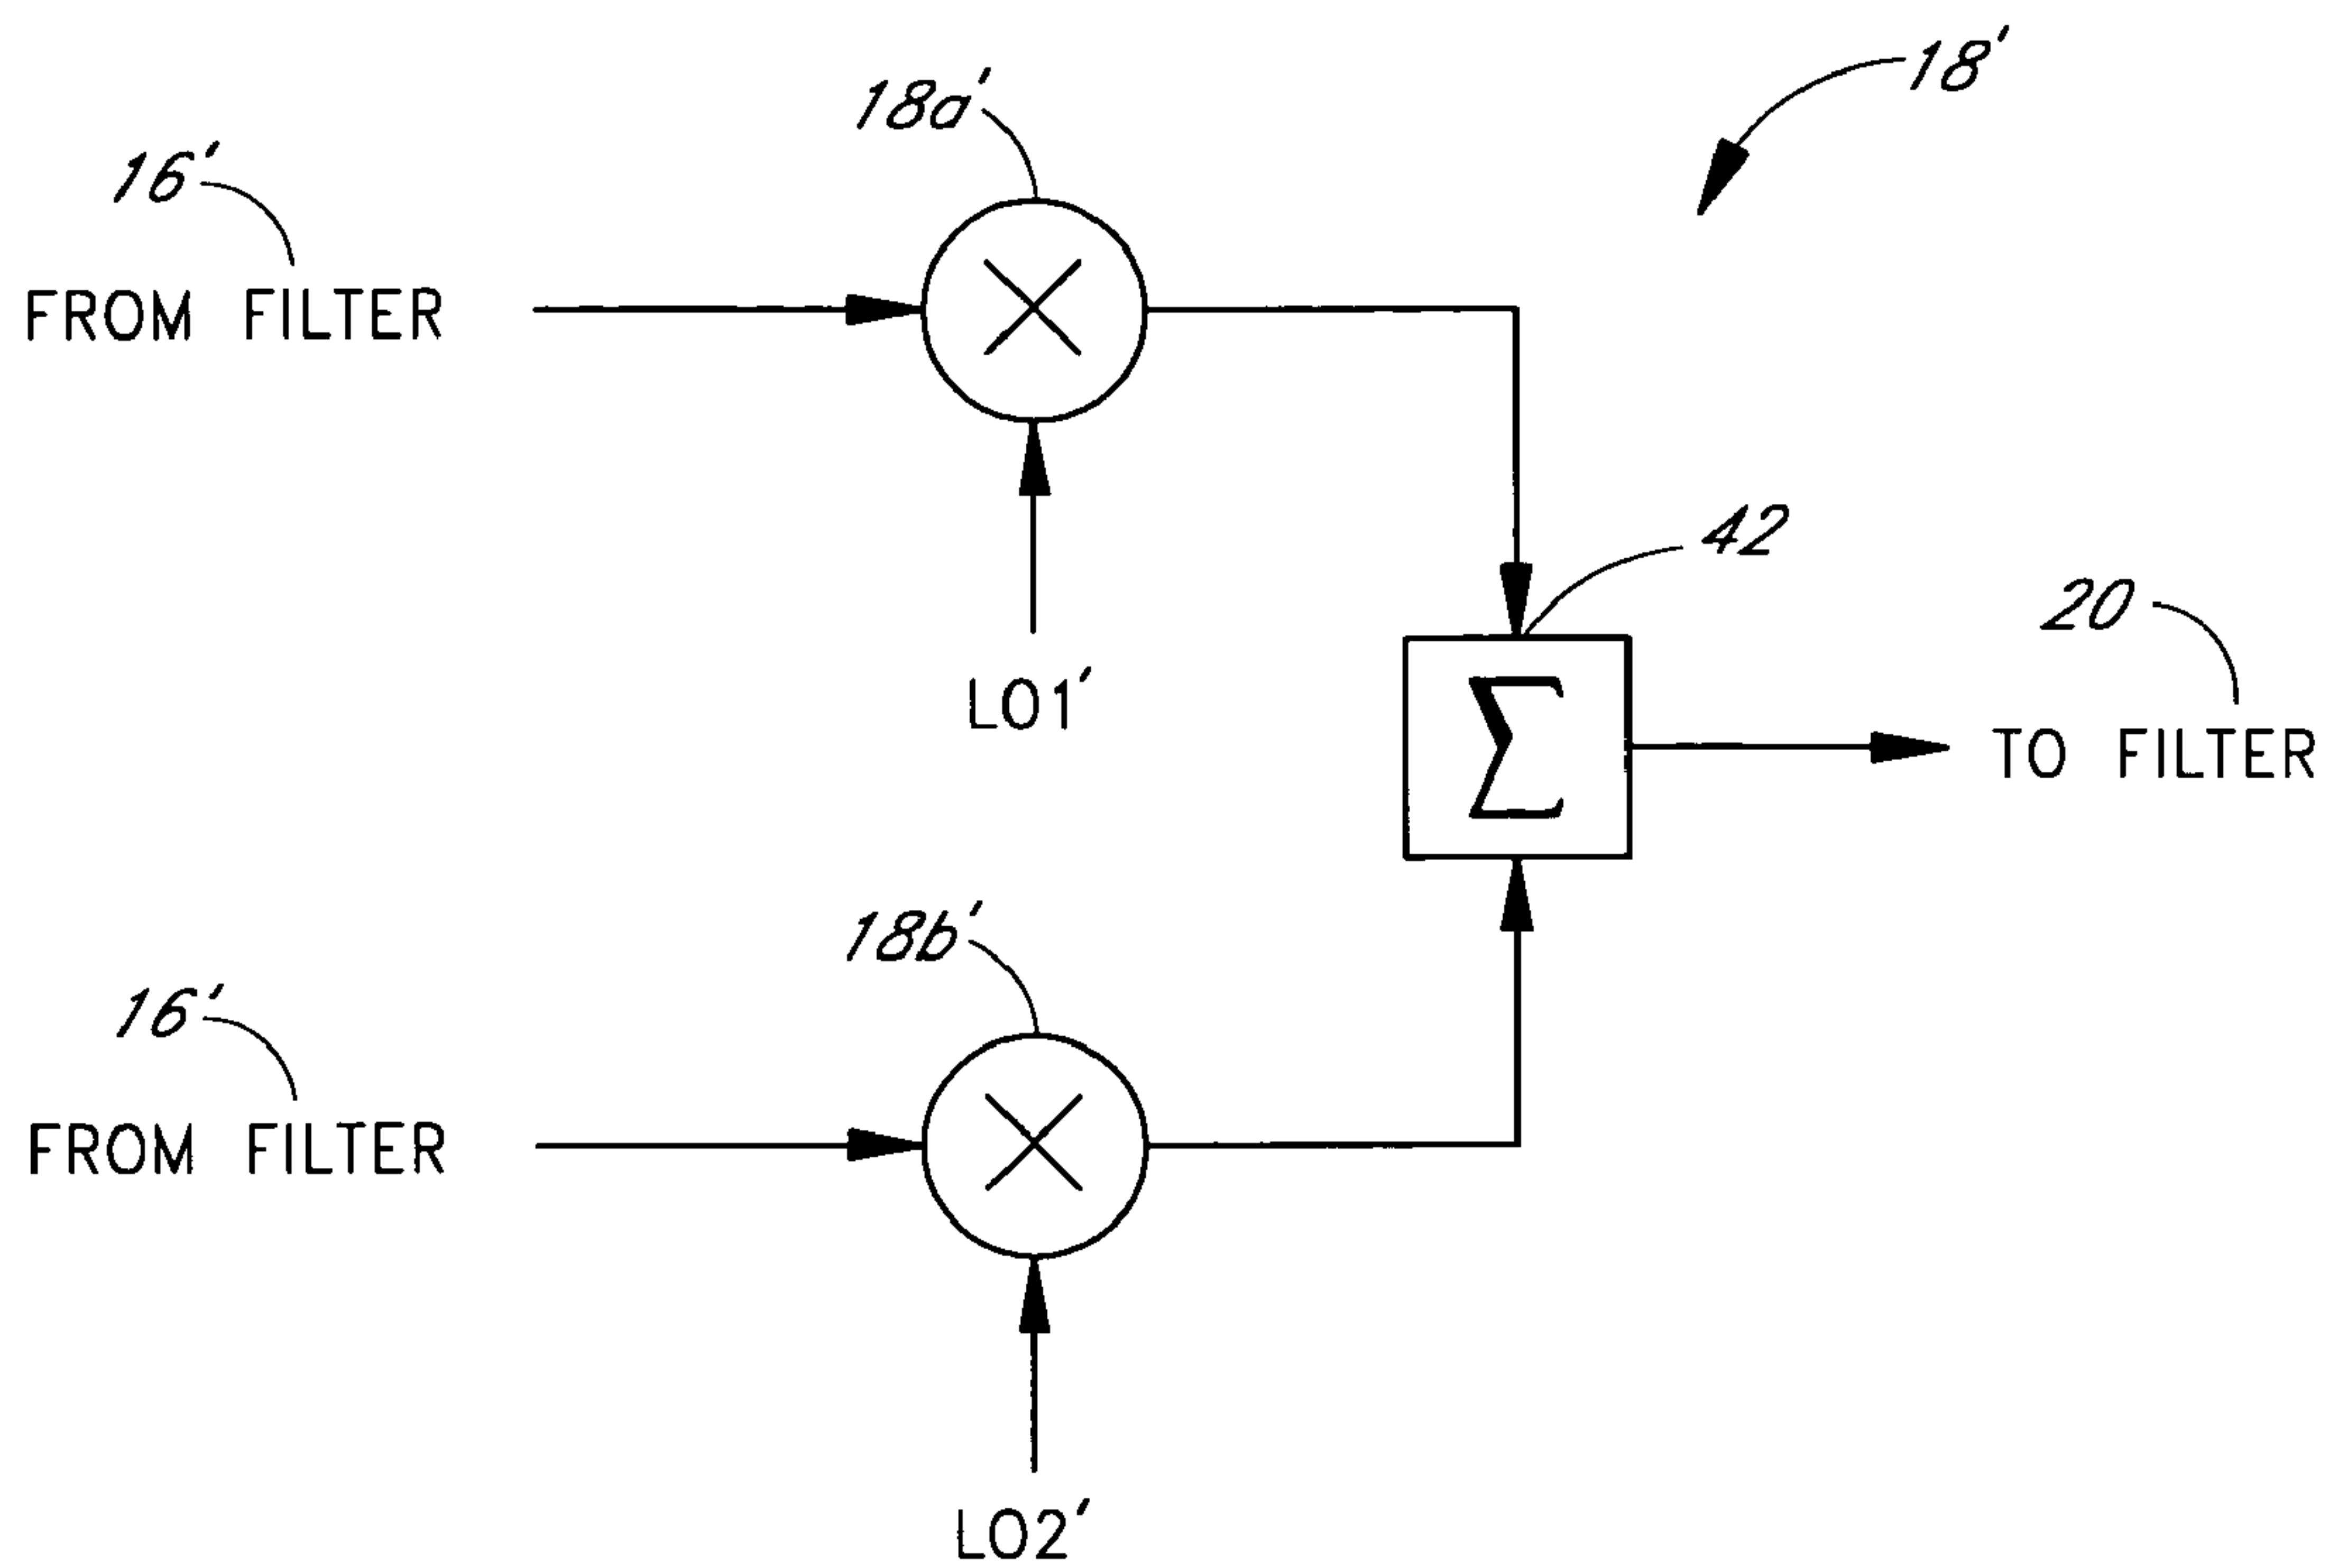 18'
18a'
16'
FROM FILTER
LO1'
42
20
Σ
TO FILTER
18b'
16'
FROM FILTER
LO2'